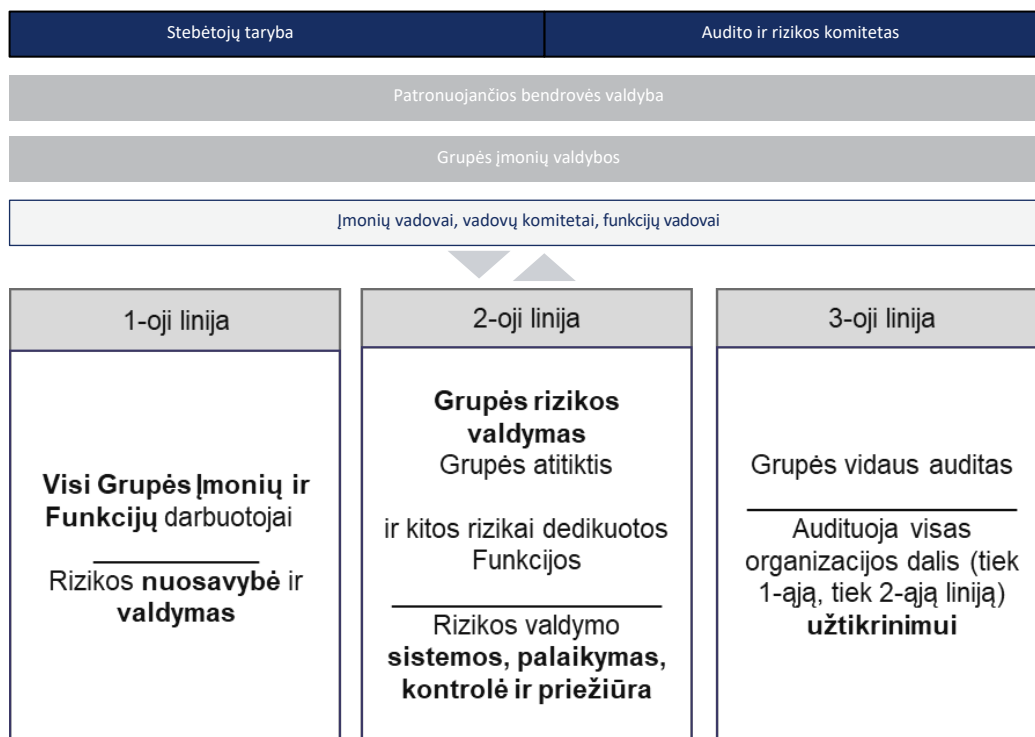 Stebėtojų taryba
Audito ir rizikos komitetas
Patronuojančios bendrovės valdyba
Grupės įmonių valdybos
Įmonių vadovai, vadovų komitetai, funkcijų vadovai
1-oji linija
Visi Grupės Įmonių ir
Funkcijų darbuotojai
Rizikos nuosavybė ir
valdymas
2-oji linija
Grupės rizikos
valdymas
Grupės atitiktis
ir kitos rizikai dedikuotos
Funkcijos
Rizikos valdymo
sistemos, palaikymas,
kontrolė ir priežiūra
3-oji linija
Grupės vidaus auditas
Audituoja visas
organizacijos dalis (tiek
1-ąją, tiek 2-ąją liniją)
užtikrinimui